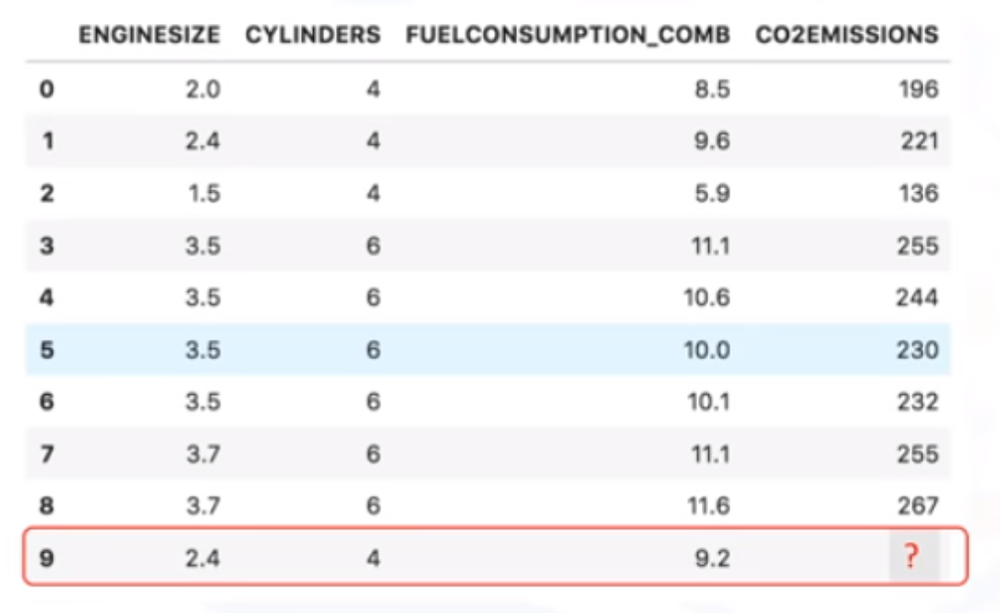 ENGINESIZE CYLINDERS FUELCONSUMPTION_COMB CO2EMISSIONS
0 2.0 4 8.5 196
1 2.4 4 9.6 221
2 1.5 4 5.9 136
3 3.5 6 11.1 255
4 3.5 6 10.6 244
5 3.5 6 10.0 230
6 3.5 6 10.1 232
7 3.7 6 11.1 255
8 3.7 6 11.6 267
9 2.4 4 9.2 ?